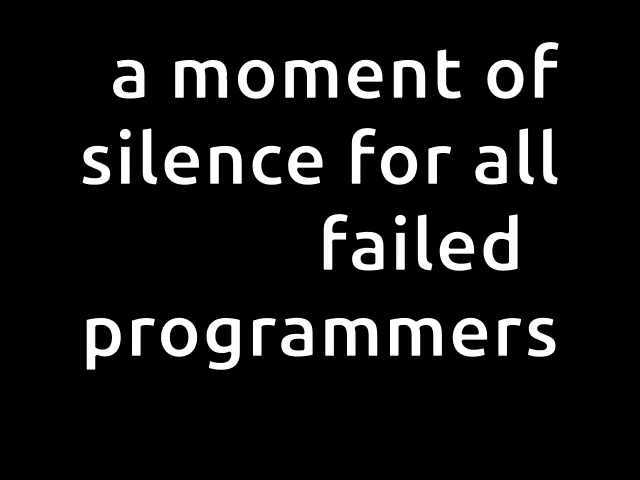 a moment of
silence for all
failed
programmers